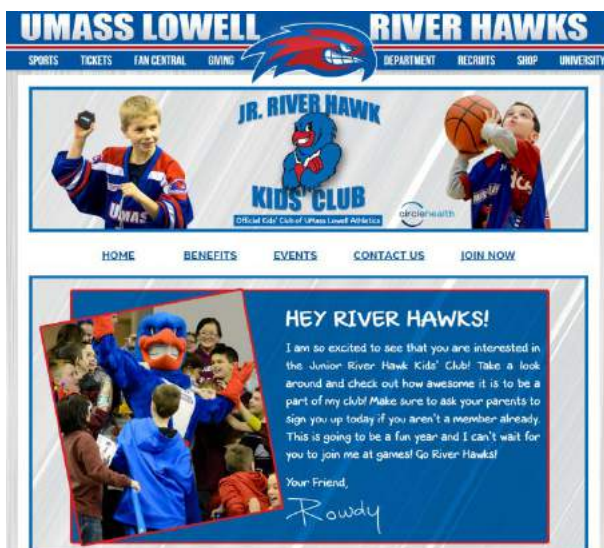 UMASS LOWELL RIVER HAWKS
SPORTS TICKETS FAN CENTRAL GIVING DEPARTMENT RECRUITS SHOP UNIVERSITY
JR. RIVER HAWK
KIDS' CLUB
Official Kids' Club of UMass Lowell Athletics
circlehealth
UMAS
HOME BENEFITS EVENTS CONTACT US JOIN NOW
HEY RIVER HAWKS!
I am so excited to see that you are interested in
the Junior River Hawk Kids' Club! Take a look
around and check out how awesome it is to be a
part of my club! Make sure to ask your parents to
sign you up today if you aren't a member already.
This is going to be a fun year and I can't wait for
you to join me at games! Go River Hawks!
Your Friend,
Rowdy